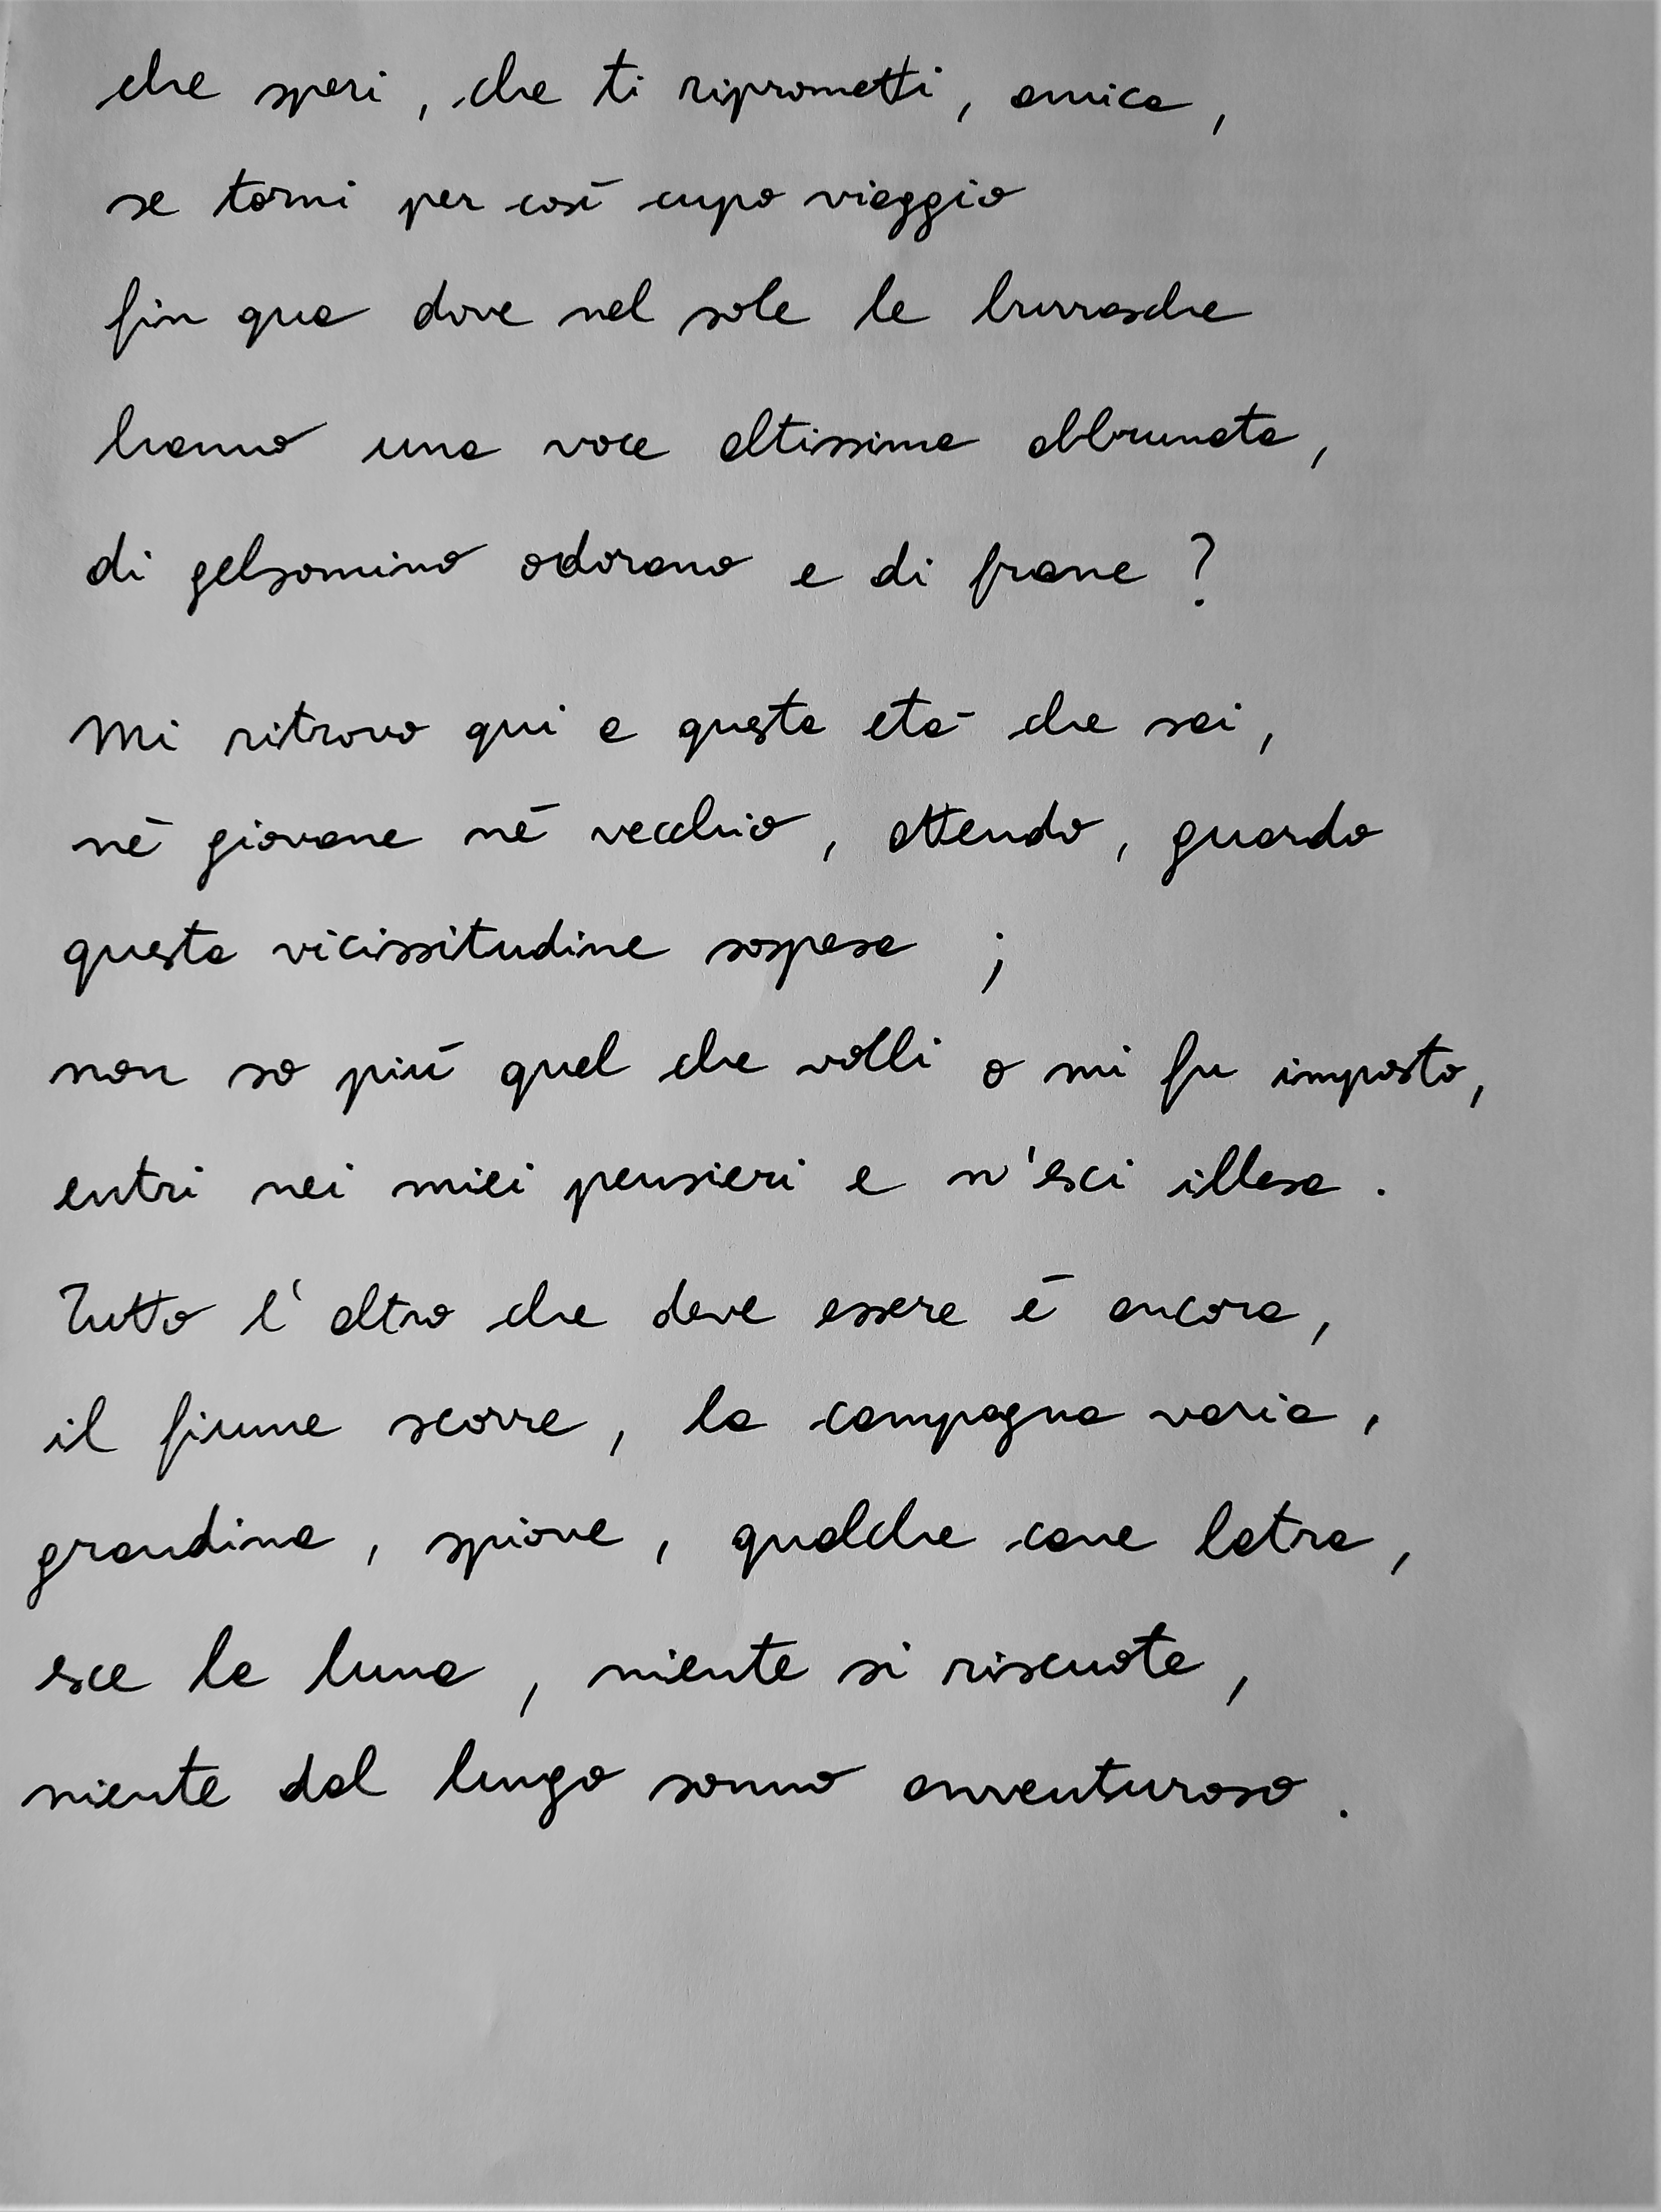 che speri, che ti riprometti, amica,
se torni per così cupo viaggio
fin qua dove nel sole le burrasche
hanno una voce altissima abbrunata,
di gelsomino odorano e di frane?
Mi ritrovo qui a questa età che sai,
né giovane né vecchio, attendo, guardo
questa vicissitudine sospesa;
non so più quel che volli o mi fu imposto,
entri nei miei pensieri e n'esci illesa.
Tutto l'altro che deve essere è ancora,
il fiume scorre, la campagna varia,
grandina, spiove, qualche cane latra,
esce la luna, niente si riscuote,
niente dal lungo sonno avventuroso.